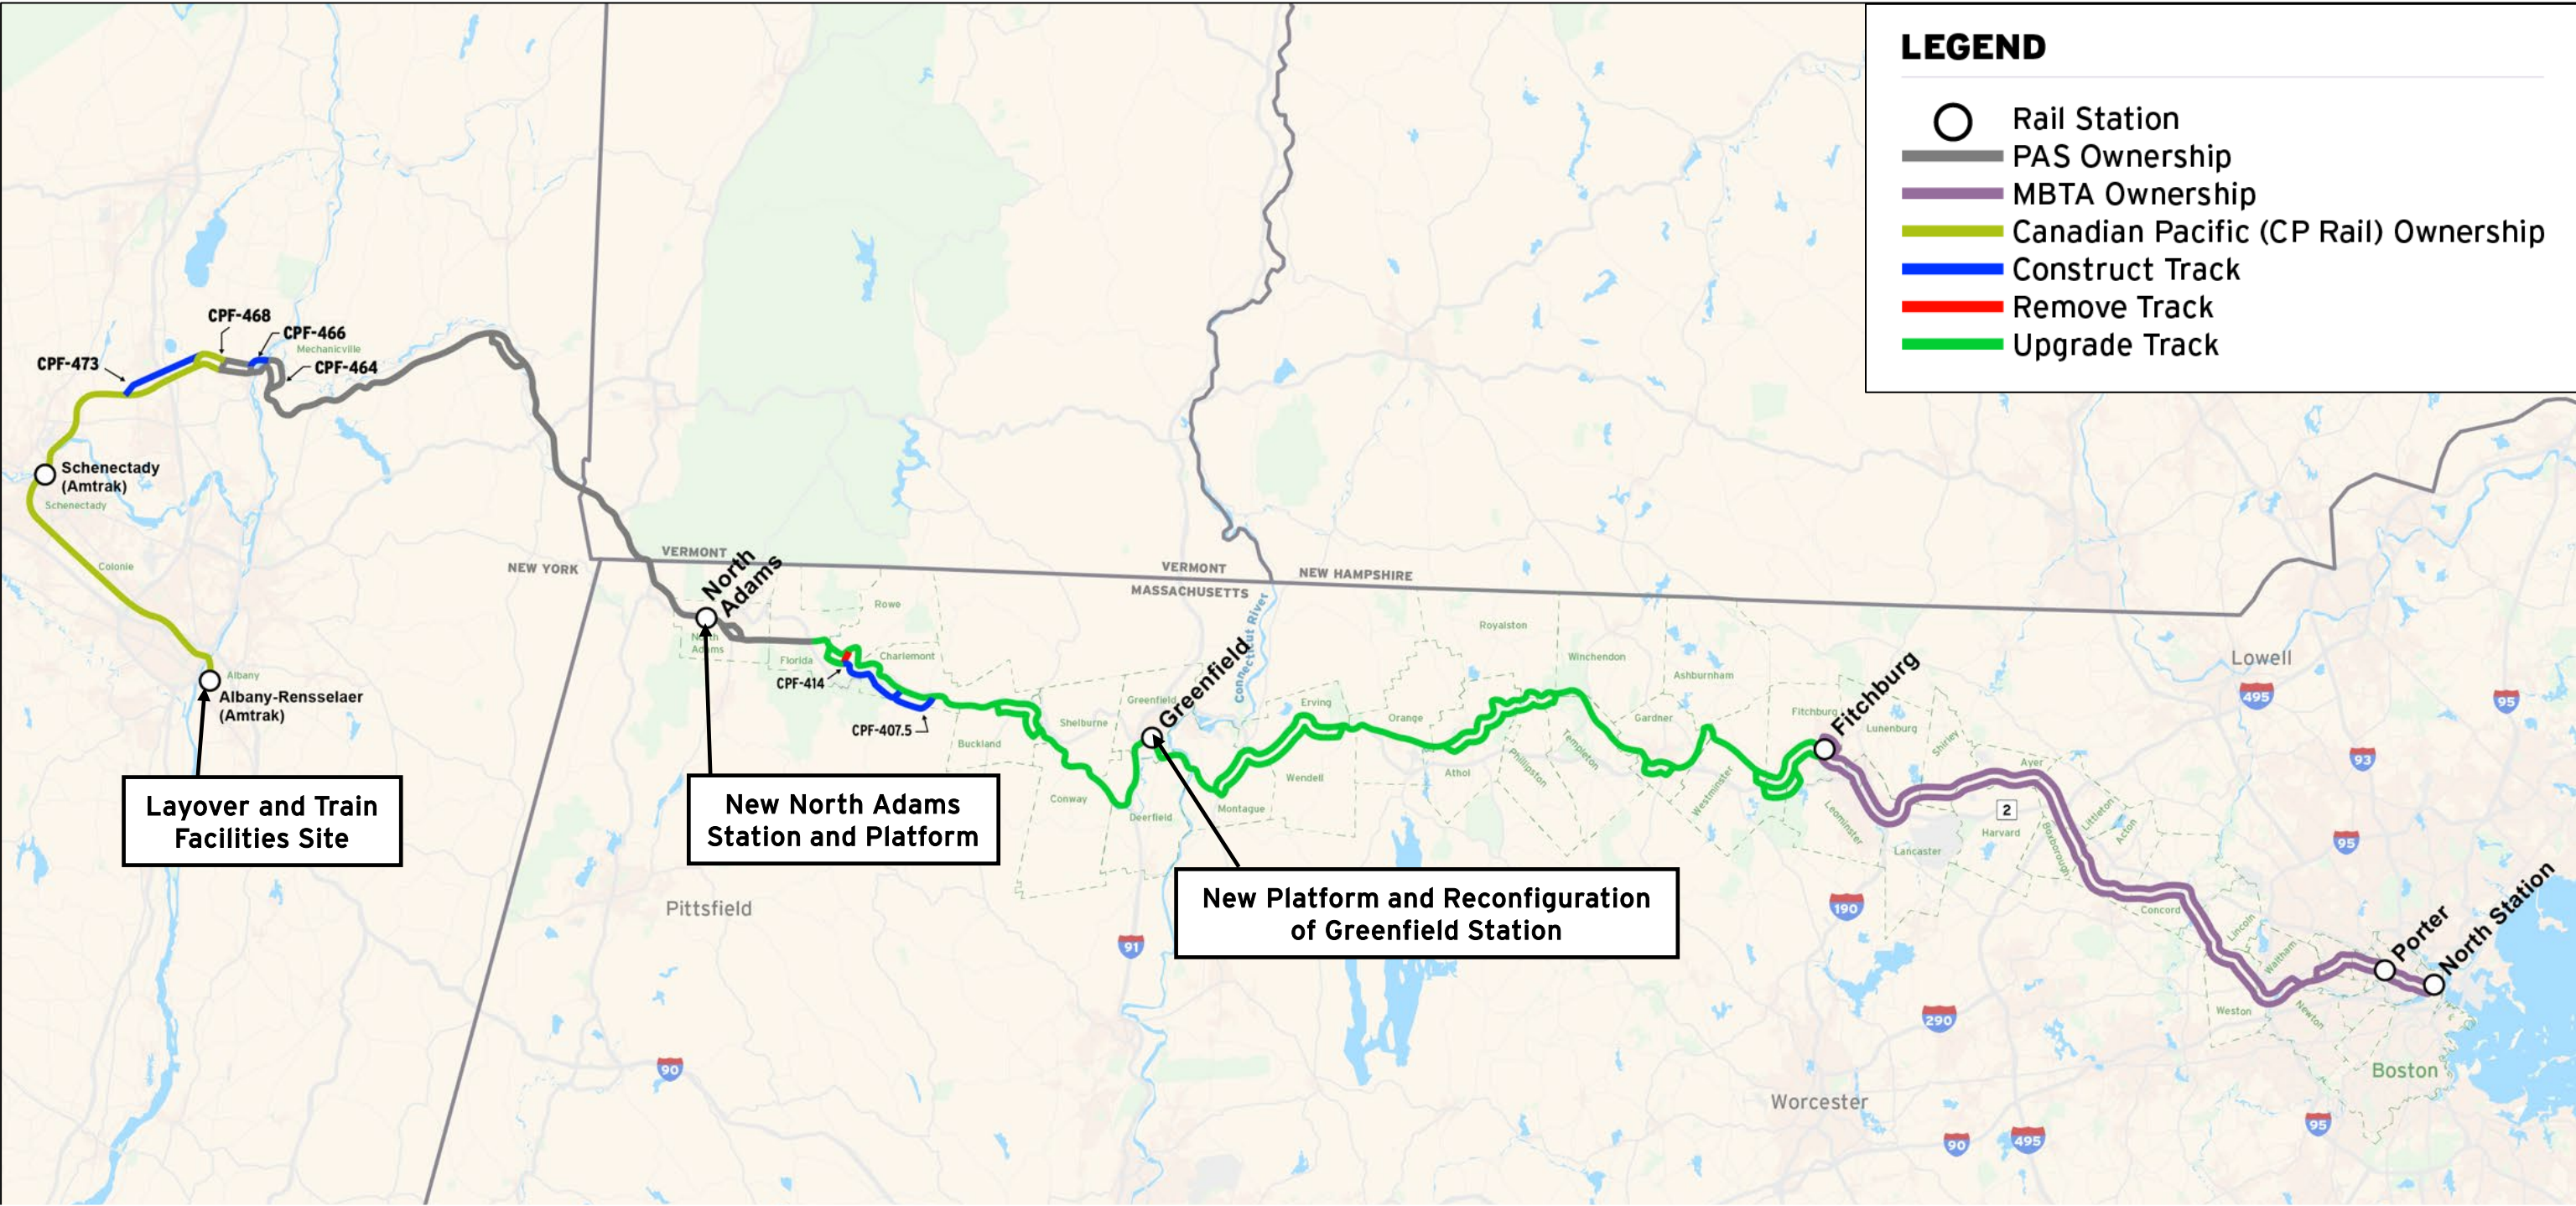 LEGEND
Rail Station
PAS Ownership
MBTA Ownership
Canadian Pacific (CP Rail) Ownership
Construct Track
Remove Track
Upgrade Track
CPF-468
CPF-466
Mechanicville
CPF-473
CPF-464
Schenectady
(Amtrak)
Schenectady
Colonie
NEW YORK
VERMONT
VERMONT
MASSACHUSETTS
NEW HAMPSHIRE
Connecticut River
North
Adams
North
Adams
Rowe
Florida
Charlemont
CPF-414
CPF-407.5
Albany
Albany-Rensselaer
(Amtrak)
Layover and Train
Facilities Site
New North Adams
Station and Platform
Buckland
Shelburne
Conway
Greenfield
Greenfield
Deerfield
Montague
Erving
Wendell
Orange
Royalston
Athol
Phillipston
Templeton
Winchendon
Gardner
Ashburnham
Westminster
Fitchburg
Fitchburg
Lunenburg
Shirley
Leominster
Lancaster
Ayer
2
Harvard
Boxborough
Littleton
Acton
Concord
Lincoln
Waltham
Weston
Newton
Porter
North Station
Boston
Lowell
495
95
93
95
New Platform and Reconfiguration
of Greenfield Station
Pittsfield
91
190
290
90
Worcester
90
495
95